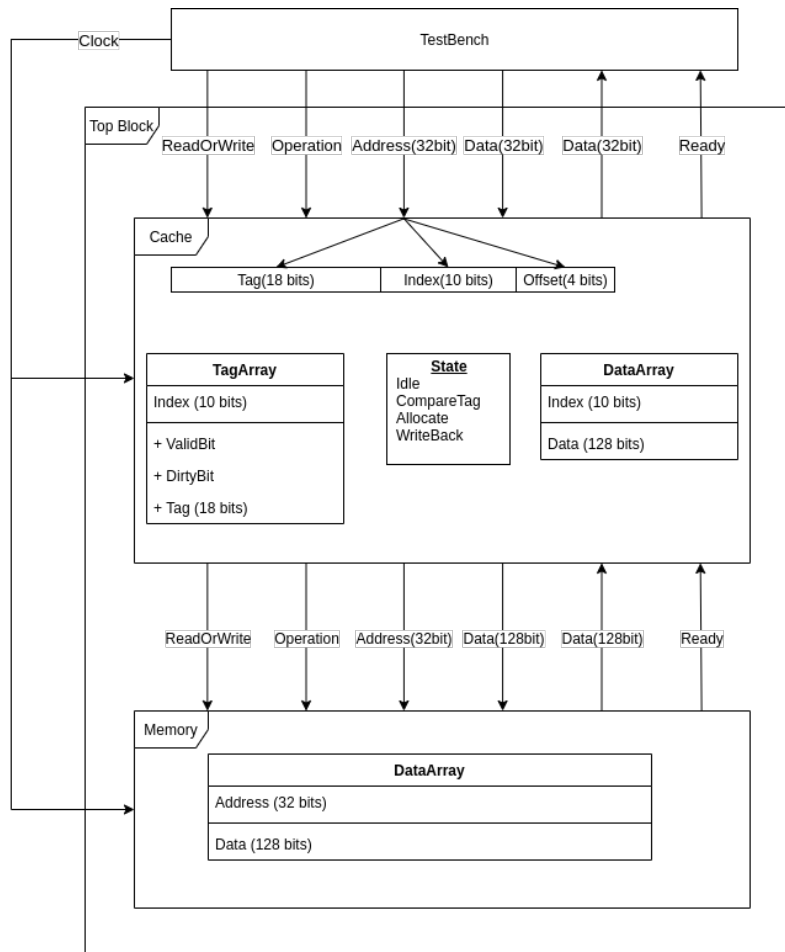 Clock
TestBench
Top Block
ReadOrWrite
Operation
Address(32bit)
Data(32bit)
Data(32bit)
Ready
Cache
Tag(18 bits)
Index(10 bits)
Offset(4 bits)
TagArray
Index (10 bits)
+ ValidBit
+ DirtyBit
+ Tag (18 bits)
State
Idle
CompareTag
Allocate
WriteBack
DataArray
Index (10 bits)
Data (128 bits)
ReadOrWrite
Operation
Address(32bit)
Data(128bit)
Data(128bit)
Ready
Memory
DataArray
Address (32 bits)
Data (128 bits)